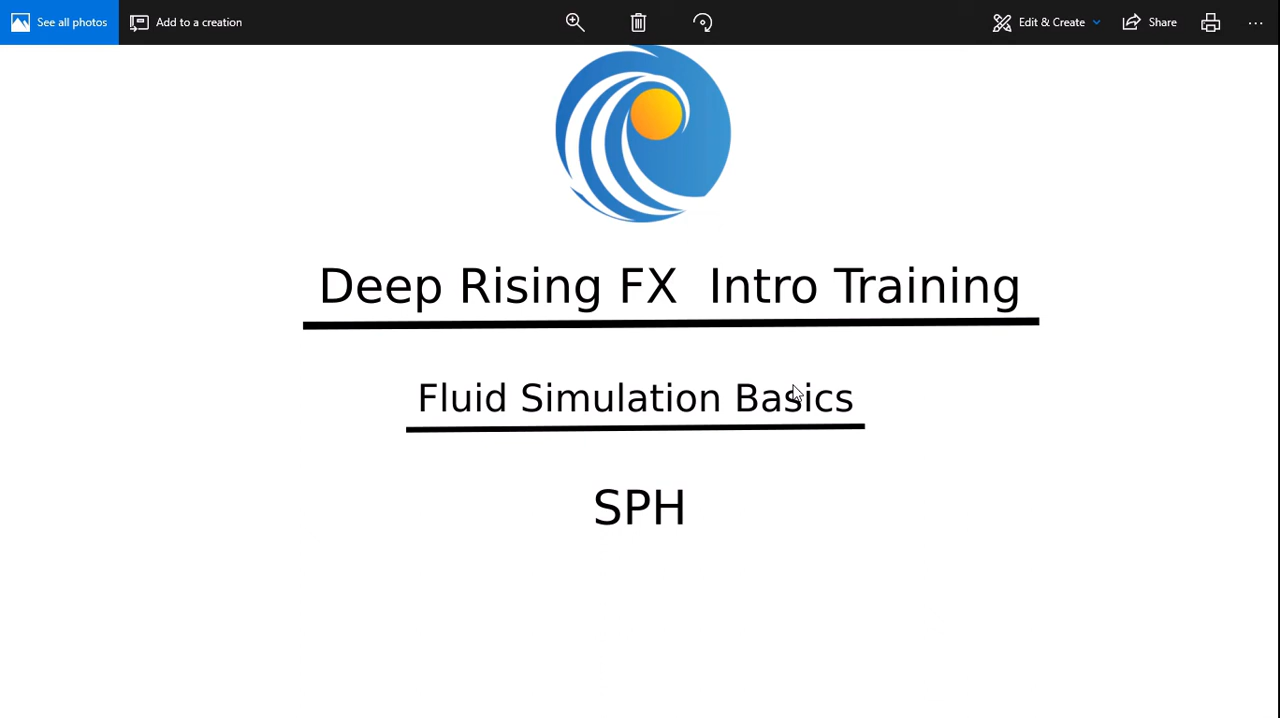 See all photos
Add to a creation
Edit & Create
Share
Deep Rising FX  Intro Training
Fluid Simulation Basics
SPH